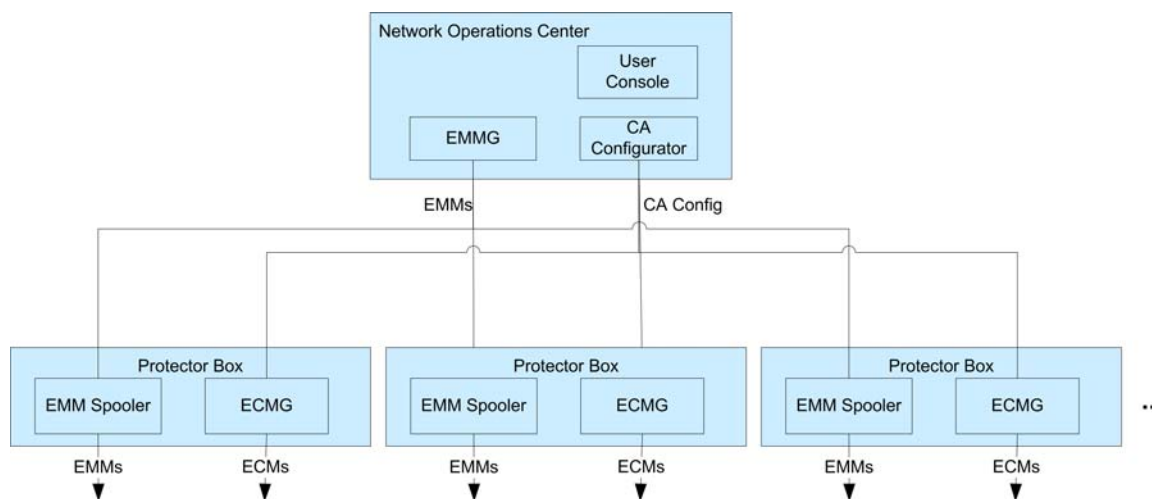 Network Operations Center
User
Console
EMMG
CA
Configurator
EMMs
CA Config
Protector Box
Protector Box
Protector Box
EMM Spooler
ECMG
EMM Spooler
ECMG
EMM Spooler
ECMG
..
EMMs
ECMs
EMMs
ECMs
EMMs
ECMs